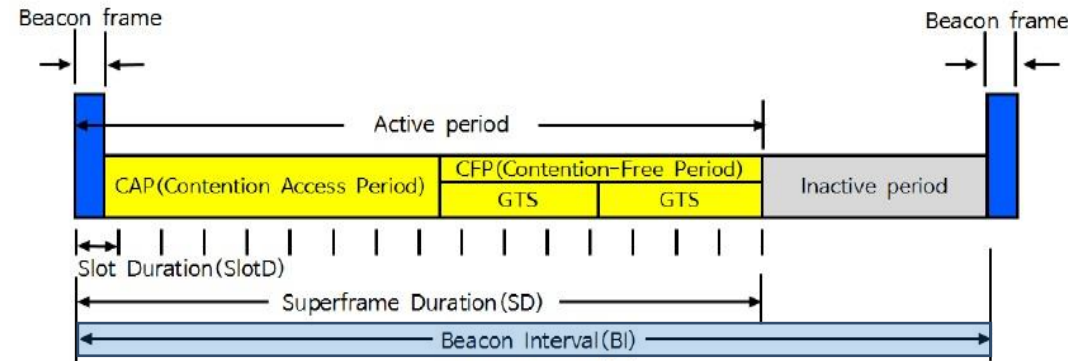 Beacon frame
Beacon frame
Active period
CFP(Contention-Free Period)
CAP(Contention Access Period)
Inactive period
GTS
GTS
Slot Duration(SlotD)
Superframe Duration(SD)
Beacon Interval(BI)